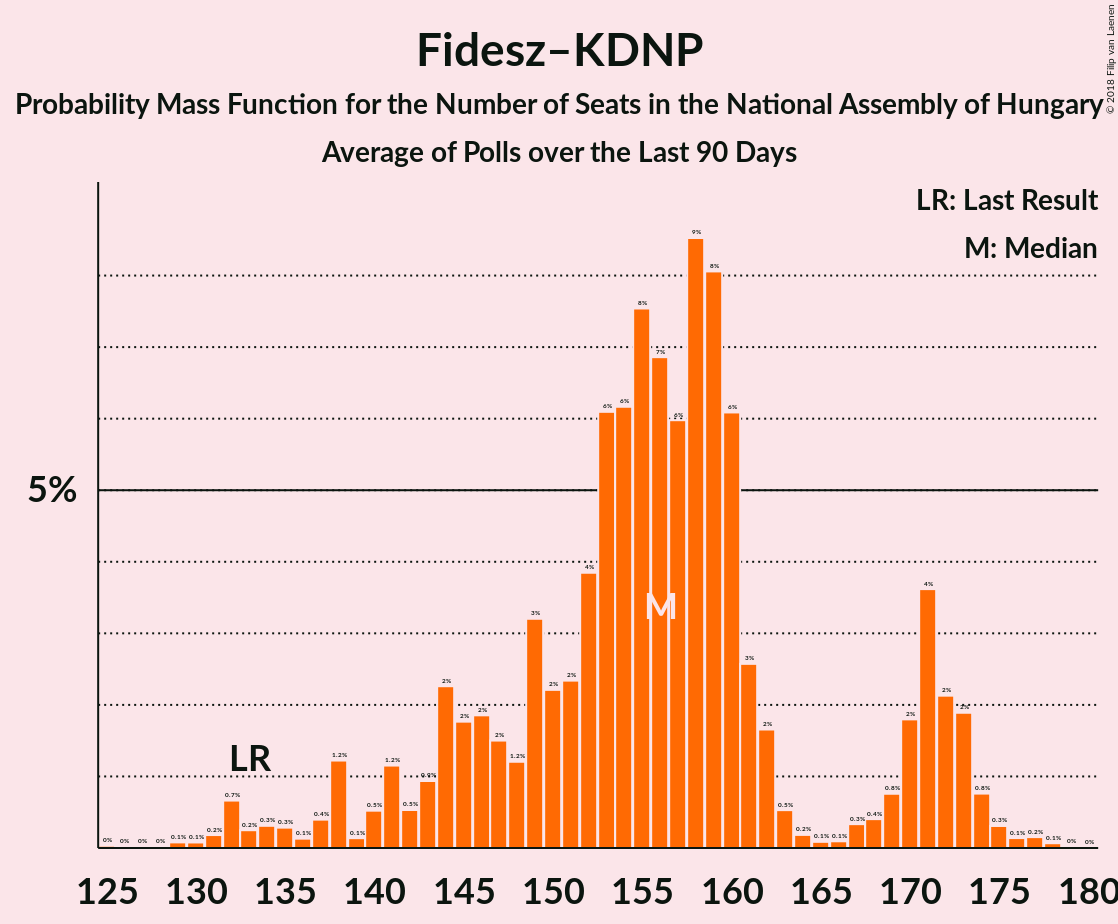 Fidesz–KDNP
Probability Mass Function for the Number of Seats in the National Assembly of Hungary
Average of Polls over the Last 90 Days
© 2018 Filip van Laenen
LR: Last Result
M: Median
5%
LR
M
0% 0% 0% 0% 0.1% 0.1% 0.2% 0.7% 0.2% 0.3% 0.3% 0.1% 0.4% 1.2% 0.1% 0.5% 1.2% 0.5% 0.9% 2% 2% 2% 2% 1.2% 3% 2% 2% 4% 6% 6% 8% 7% 6% 9% 8% 6% 3% 2% 0.5% 0.2% 0.1% 0.1% 0.3% 0.4% 0.8% 2% 4% 2% 2% 0.8% 0.3% 0.1% 0.2% 0.1% 0% 0%
125 130 135 140 145 150 155 160 165 170 175 180